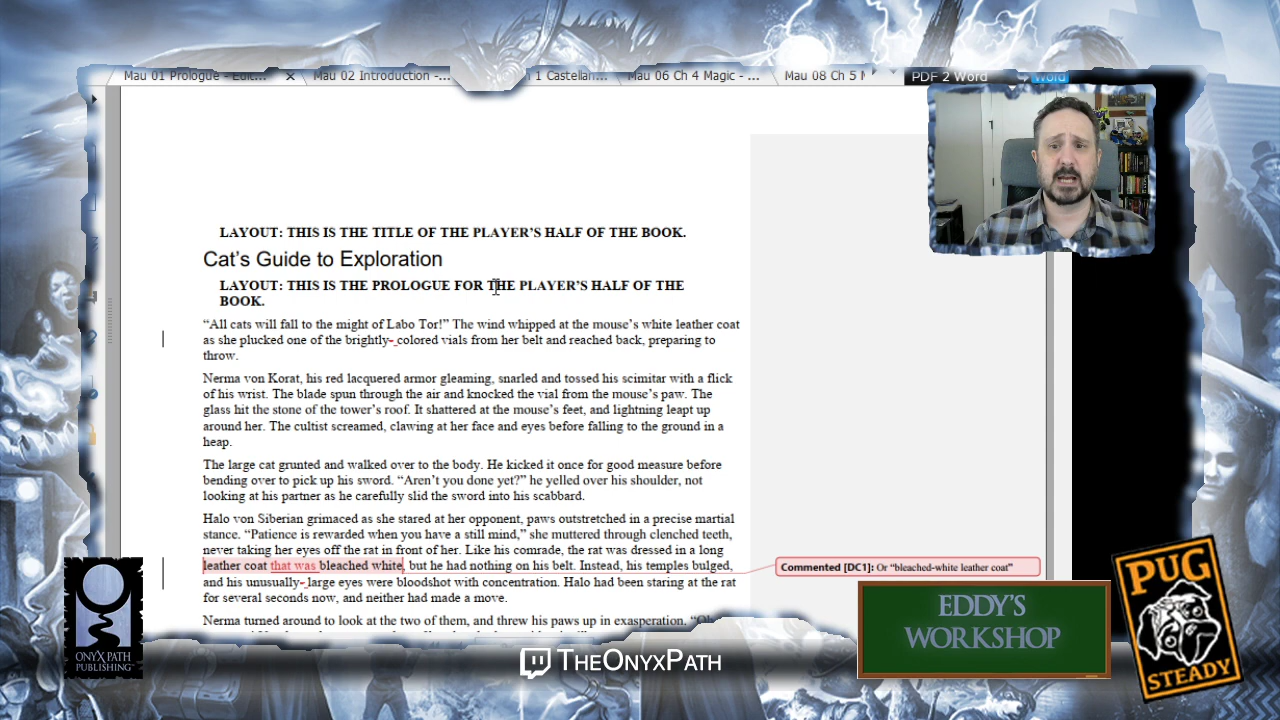 Mau 01 Prologue - Edic... × Mau 02 Introduction -... 1 Castellan... Mau 06 Ch 4 Magic - ... Mau 08 Ch 5 PDF 2 Word Word
LAYOUT: THIS IS THE TITLE OF THE PLAYER’S HALF OF THE BOOK.
Cat’s Guide to Exploration
LAYOUT: THIS IS THE PROLOGUE FOR THE PLAYER’S HALF OF THE
BOOK.
“All cats will fall to the might of Labo Tor!” The wind whipped at the mouse’s white leather coat
as she plucked one of the brightly- colored vials from her belt and reached back, preparing to
throw.
Nerma von Korat, his red lacquered armor gleaming, snarled and tossed his scimitar with a flick
of his wrist. The blade spun through the air and knocked the vial from the mouse’s paw. The
glass hit the stone of the tower’s roof. It shattered at the mouse’s feet, and lightning leapt up
around her. The cultist screamed, clawing at her face and eyes before falling to the ground in a
heap.
The large cat grunted and walked over to the body. He kicked it once for good measure before
bending over to pick up his sword. “Aren’t you done yet?” he yelled over his shoulder, not
looking at his partner as he carefully slid the sword into his scabbard.
Halo von Siberian grimaced as she stared at her opponent, paws outstretched in a precise martial
stance. “Patience is rewarded when you have a still mind,” she muttered through clenched teeth,
never taking her eyes off the rat in front of her. Like his comrade, the rat was dressed in a long
leather coat that was bleached white, but he had nothing on his belt. Instead, his temples bulged,
and his unusually- large eyes were bloodshot with concentration. Halo had been staring at the rat
for several seconds now, and neither had made a move.
Nerma turned around to look at the two of them, and threw his paws up in exasperation.
Commented [DC1]: Or “bleached-white leather coat”
EDDY'S
WORKSHOP
PUG
STEADY
ONYX PATH
PUBLISHING™
THEONYXPATH